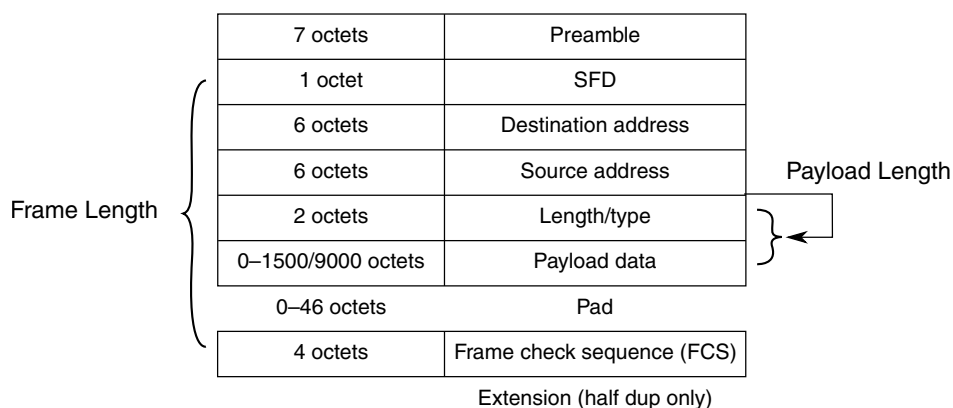 7 octets Preamble
1 octet SFD
6 octets Destination address
6 octets Source address
Payload Length
Frame Length
2 octets Length/type
0–1500/9000 octets Payload data
0–46 octets Pad
4 octets Frame check sequence (FCS)
Extension (half dup only)